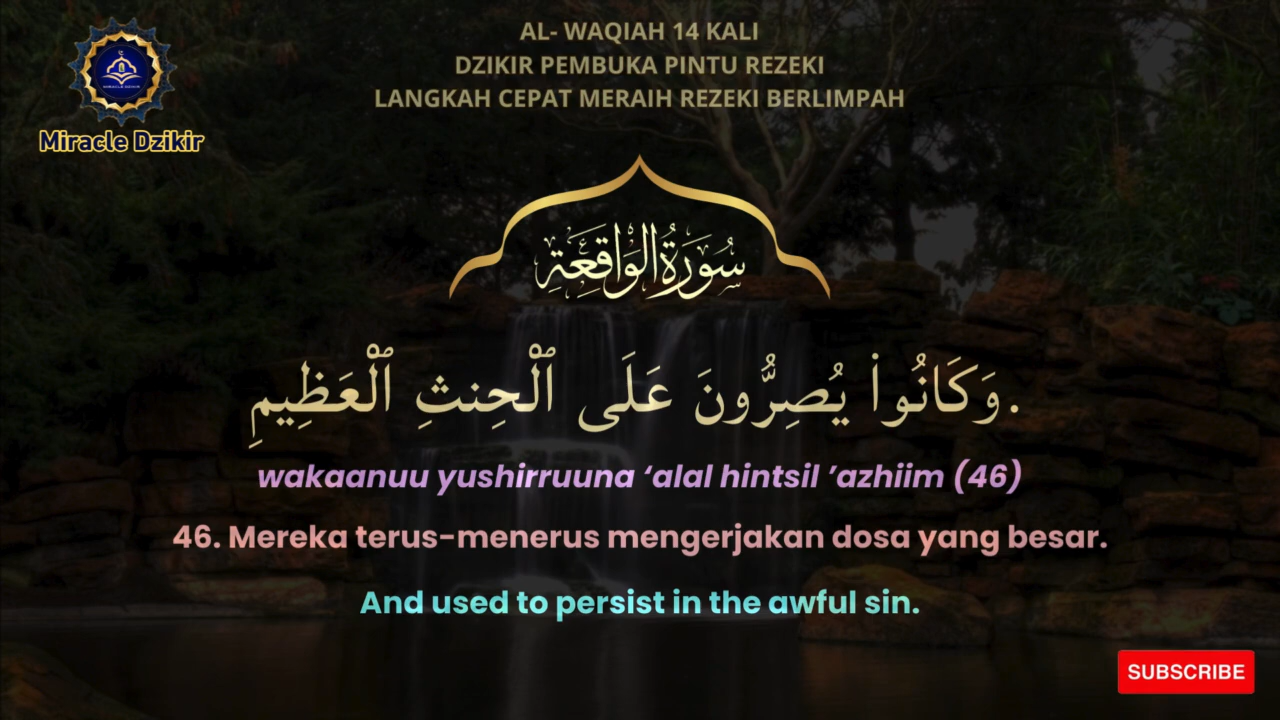 AL- WAQIAH 14 KALI
DZIKIR PEMBUKA PINTU REZEKI
LANGKAH CEPAT MERAIH REZEKI BERLIMPAH
Miracle Dzikir
سُورَةُ الوَاقِعَةِ
وَكَانُوا۟ يُصِرُّونَ عَلَى ٱلْحِنثِ ٱلْعَظِيمِ.
wakaanuu yushirruuna ‘alal hintsil ’azhiim (46)
46. Mereka terus-menerus mengerjakan dosa yang besar.
And used to persist in the awful sin.
SUBSCRIBE